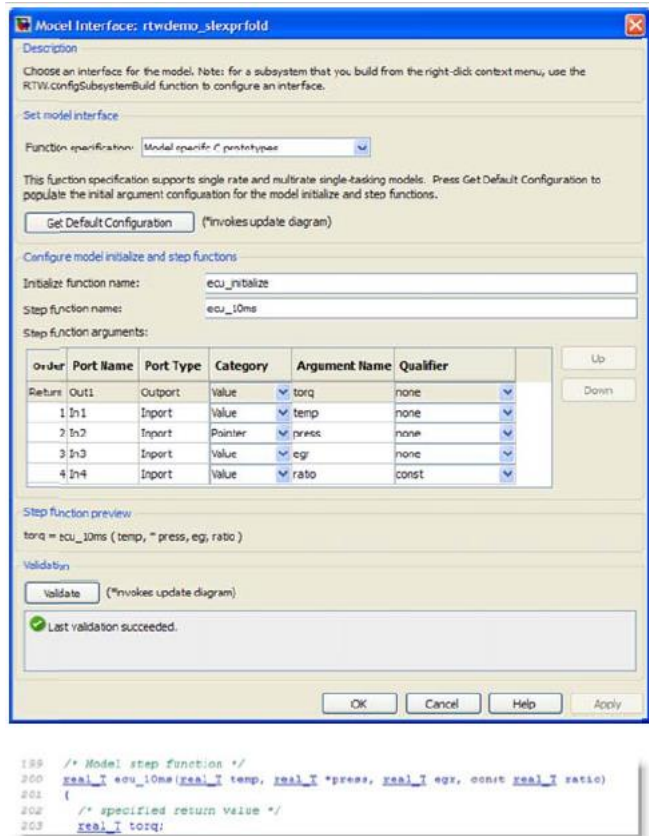 Model Interface: rtwdemo_slexprfold
Description
Choose an interface for the model. Note: for a subsystem that you build from the right-click context menu, use the
RTW.configSubsystemBuild function to configure an interface.
Set model interface
Function specification: Model specific C prototypes
This function specification supports single rate and multirate single-tasking models. Press Get Default Configuration to
populate the initial argument configuration for the model initialize and step functions.
Get Default Configuration (*invokes update diagram)
Configure model initialize and step functions
Initialize function name: ecu_initialize
Step function name: ecu_10ms
Step function arguments:
Order Port Name Port Type Category Argument Name Qualifier Up
Return Out1 Outport Value torq none Down
1 In1 Inport Value temp none
2 In2 Inport Pointer press none
3 In3 Inport Value egr none
4 In4 Inport Value ratio const
Step function preview
torq = ecu_10ms ( temp, * press, egr, ratio )
Validation
Validate (*invokes update diagram)
Last validation succeeded.
OK Cancel Help Apply
199 /* Model step function */
200 real_T ecu_10ms(real_T temp, real_T *press, real_T egr, const real_T ratio)
201 {
202 /* specified return value */
203 real_T torq;